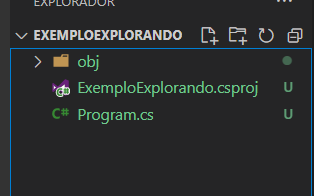 EXPLORADOR
EXEMPLOEXPLORANDO
obj
ExemploExplorando.csproj U
C# Program.cs U